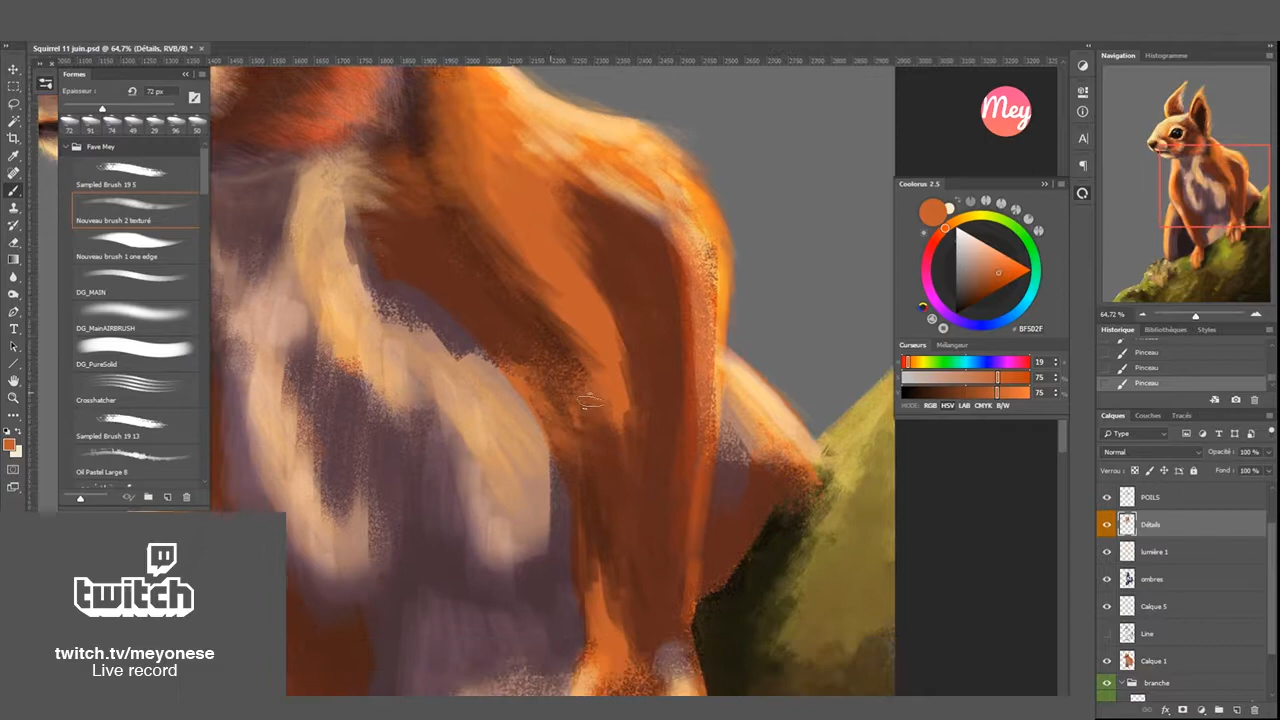 Squirrel 11 juin.psd @ 64,7% (Détails, RVB/8) *
Formes
Epaisseur :
72 px
72 91 74 49 29 96 50
Fave Mey
Sampled Brush 19 5
Nouveau brush 2 texturé
Nouveau brush 1 one edge
DG_MAIN
DG_MainAIRBRUSH
DG_PureSolid
Crosshatcher
Sampled Brush 19 13
Oil Pastel Large 8
twitch
twitch.tv/meyonese
Live record
Mey
Coolorus 2.5
BF5D2F
Curseurs Mélangeur
19
75
75
MODE: RGB HSV LAB CMYK B/W
Navigation Histogramme
64,72 %
Historique Bibliothèques Styles
Pinceau
Pinceau
Pinceau
Calques Couches Tracés
Type
Normal Opacité : 100 %
Verrou : Fond : 100 %
POILS
Détails
lumière 1
ombres
Calque 5
Line
Calque 1
branche